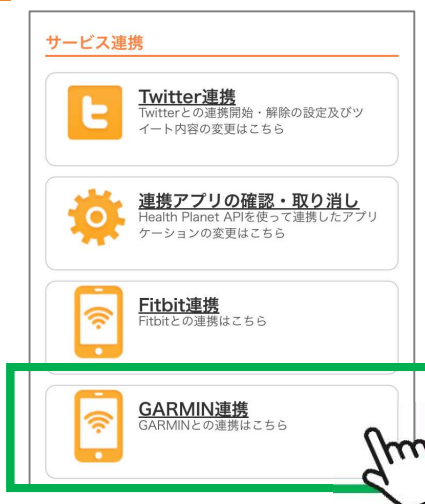 サービス連携
Twitter連携
Twitterとの連携開始・解除の設定及びツ
イート内容の変更はこちら
連携アプリの確認・取り消し
Health Planet APIを使って連携したアプリ
ケーションの変更はこちら
Fitbit連携
Fitbitとの連携はこちら
GARMIN連携
GARMINとの連携はこちら